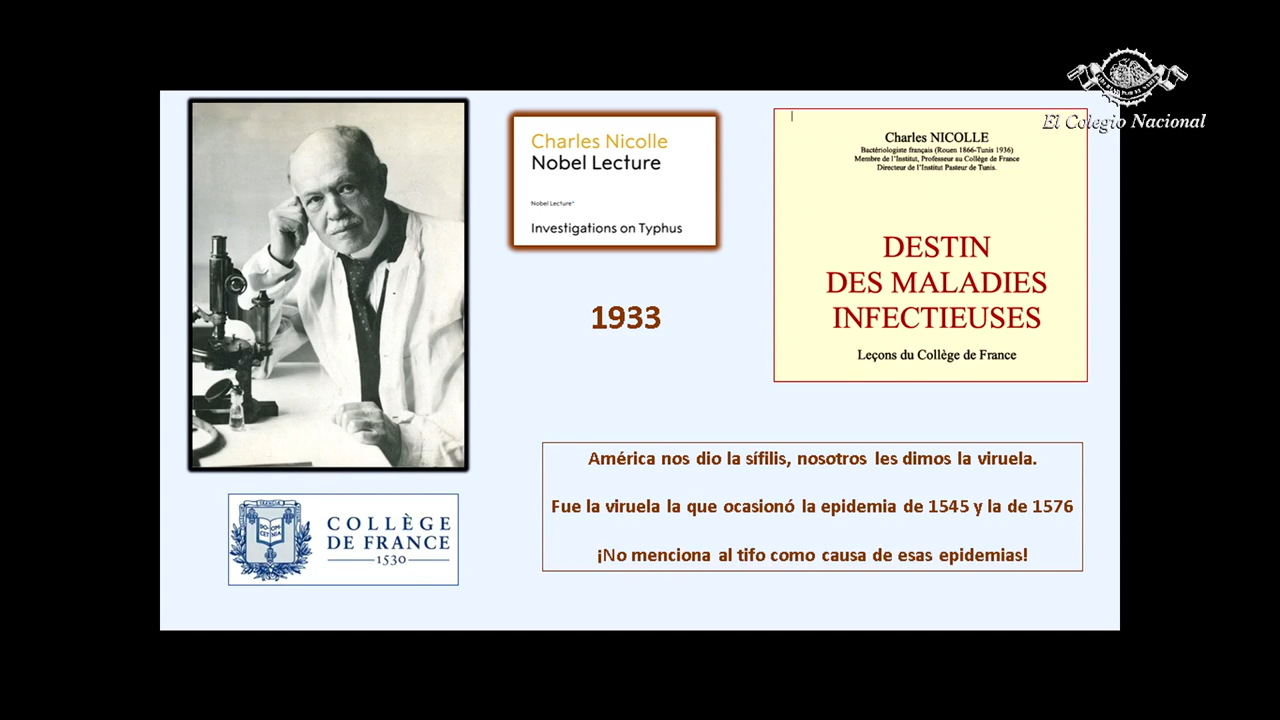 El Colegio Nacional
Charles Nicolle
Nobel Lecture
Nobel Lecture*
Investigations on Typhus
1933
Charles NICOLLE
Bactériologiste français (Rouen 1866-Tunis 1936)
Membre de l'Institut, Professeur au Collège de France
Directeur de l'Institut Pasteur de Tunis.
DESTIN
DES MALADIES
INFECTIEUSES
Leçons du Collège de France
América nos dio la sífilis, nosotros les dimos la viruela.
Fue la viruela la que ocasionó la epidemia de 1545 y la de 1576
¡No menciona al tifo como causa de esas epidemias!
DO
CET
OM
NIA
COLLÈGE
DE FRANCE
1530